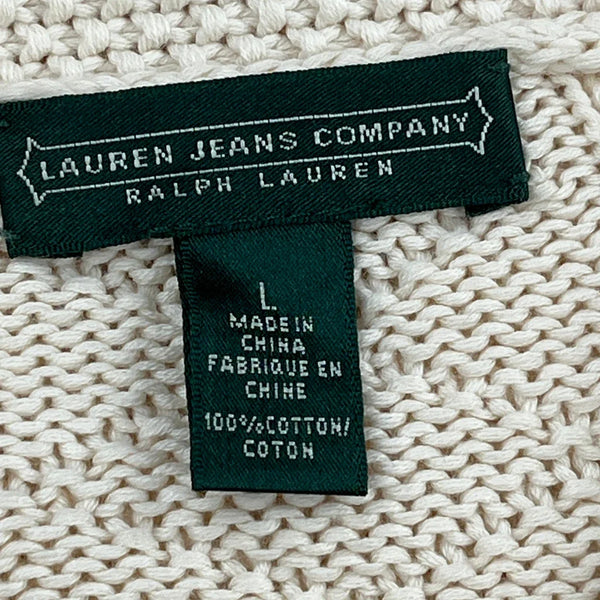 LAUREN JEANS COMPANY
RALPH LAUREN
L
MADE IN
CHINA
FABRIQUE EN
CHINE
100% COTTON/
COTON